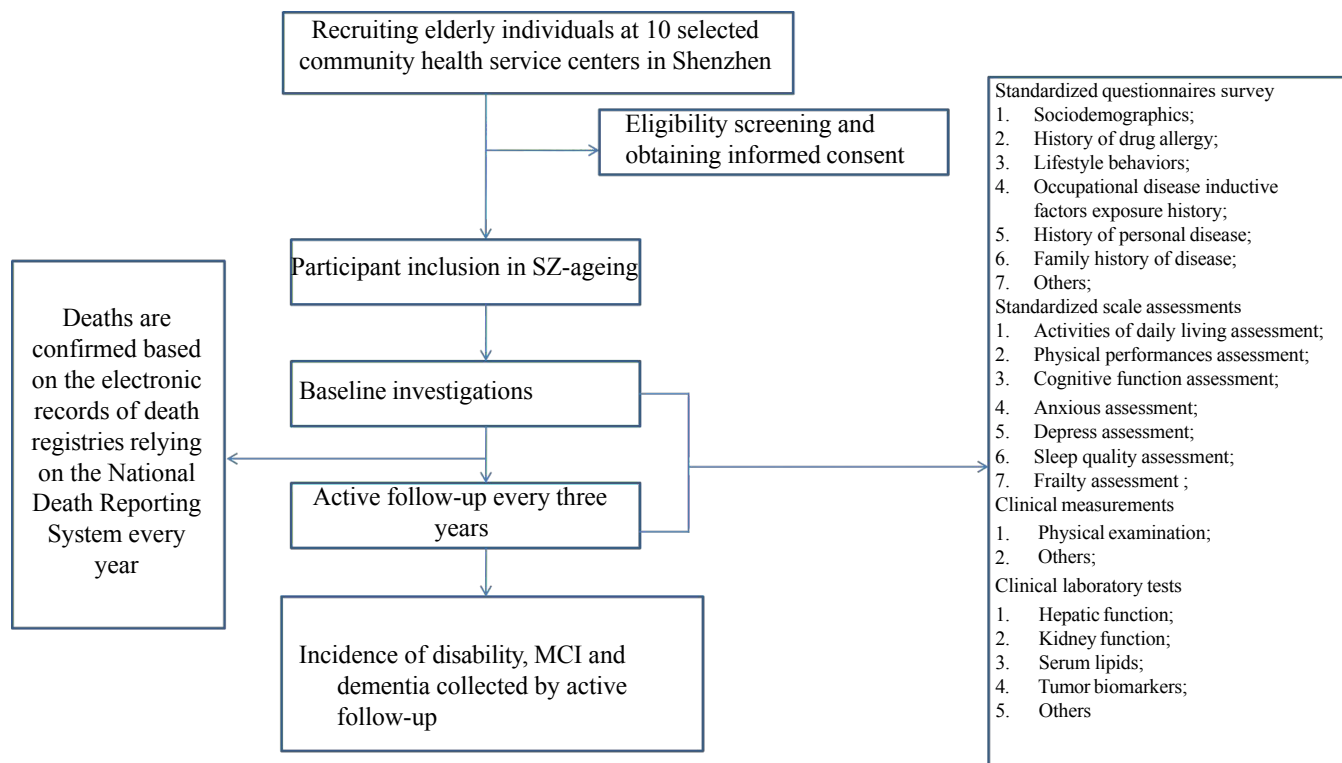 Recruiting elderly individuals at 10 selected
community health service centers in Shenzhen
Eligibility screening and
obtaining informed consent
Participant inclusion in SZ-ageing
Baseline investigations
Active follow-up every three
years
Incidence of disability, MCI and
dementia collected by active
follow-up
Deaths are
confirmed based
on the electronic
records of death
registries relying
on the National
Death Reporting
System every
year
Standardized questionnaires survey
1. Sociodemographics;
2. History of drug allergy;
3. Lifestyle behaviors;
4. Occupational disease inductive
factors exposure history;
5. History of personal disease;
6. Family history of disease;
7. Others;
Standardized scale assessments
1. Activities of daily living assessment;
2. Physical performances assessment;
3. Cognitive function assessment;
4. Anxious assessment;
5. Depress assessment;
6. Sleep quality assessment;
7. Frailty assessment ;
Clinical measurements
1. Physical examination;
2. Others;
Clinical laboratory tests
1. Hepatic function;
2. Kidney function;
3. Serum lipids;
4. Tumor biomarkers;
5. Others